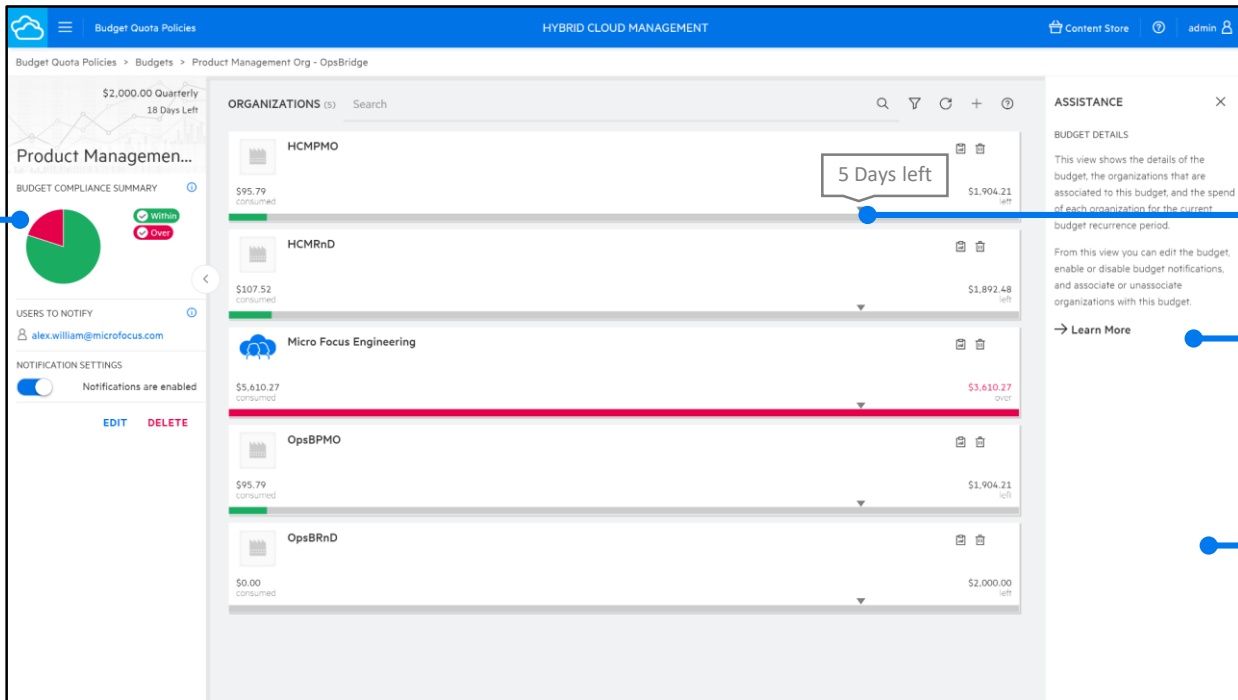 Budget Quota Policies
HYBRID CLOUD MANAGEMENT
Content Store
admin
Budget Quota Policies > Budgets > Product Management Org - OpsBridge
$2,000.00 Quarterly
18 Days Left
Product Managemen...
BUDGET COMPLIANCE SUMMARY
Within
Over
USERS TO NOTIFY
alex.william@microfocus.com
NOTIFICATION SETTINGS
Notifications are enabled
EDIT DELETE
ORGANIZATIONS (5) Search
HCMPMO
5 Days left
$95.79
consumed
$1,904.21
left
HCMRnD
$107.52
consumed
$1,892.48
left
Micro Focus Engineering
$5,610.27
consumed
$3,610.27
over
OpsBPMO
$95.79
consumed
$1,904.21
left
OpsBRnD
$0.00
consumed
$2,000.00
left
ASSISTANCE
BUDGET DETAILS
This view shows the details of the
budget, the organizations that are
associated to this budget, and the spend
of each organization for the current
budget recurrence period.
From this view you can edit the budget,
enable or disable budget notifications,
and associate or unassociate
organizations with this budget.
→ Learn More